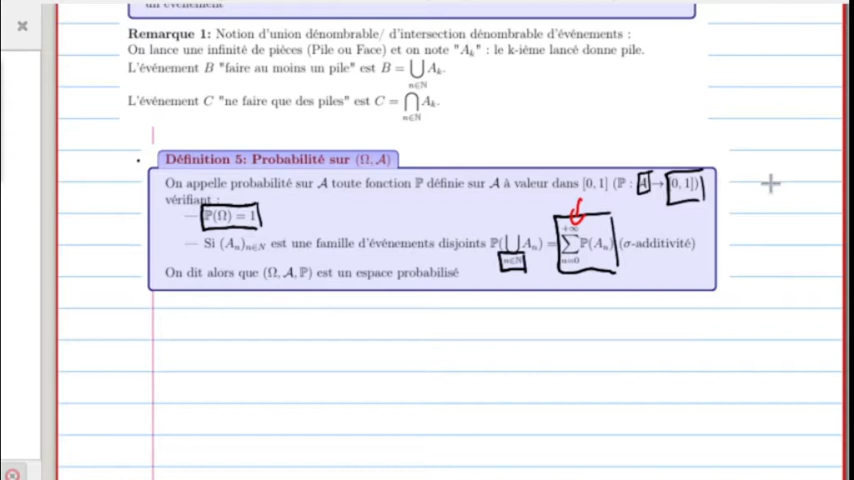 un événement
Remarque 1: Notion d'union dénombrable/ d'intersection dénombrable d'événements :
On lance une infinité de pièces (Pile ou Face) et on note "A_k" : le k-ième lancé donne pile.
L'événement B "faire au moins un pile" est B = ⋃_{n∈ℕ} A_k.
L'événement C "ne faire que des piles" est C = ⋂_{n∈ℕ} A_k.
Définition 5: Probabilité sur (Ω, 𝒜)
On appelle probabilité sur 𝒜 toute fonction ℙ définie sur 𝒜 à valeur dans [0, 1] (ℙ : 𝒜 → [0, 1])
vérifiant :
— ℙ(Ω) = 1
— Si (A_n)_{n∈ℕ} est une famille d'événements disjoints ℙ(⋃_{n∈ℕ} A_n) = ∑_{n=0}^{+∞} ℙ(A_n) (σ-additivité)
On dit alors que (Ω, 𝒜, ℙ) est un espace probabilisé